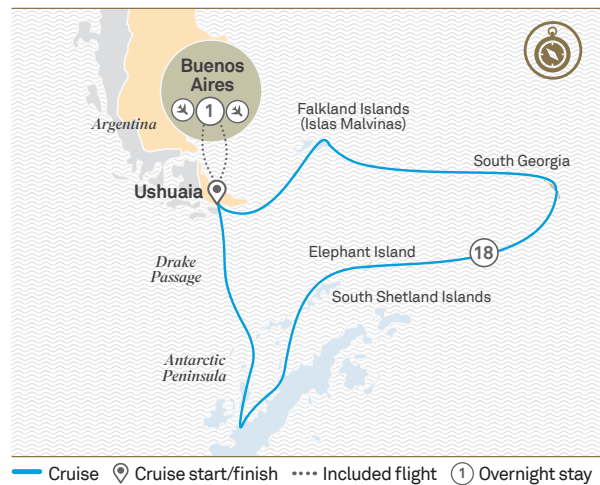 Buenos
Aires
1
Argentina
Falkland Islands
(Islas Malvinas)
South Georgia
Ushuaia
Elephant Island
18
Drake
Passage
South Shetland Islands
Antarctic
Peninsula
Cruise
Cruise start/finish
Included flight
1 Overnight stay